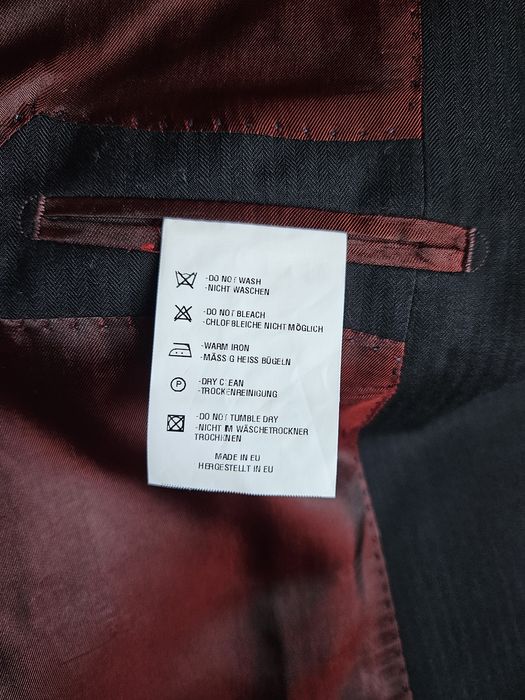 -DO NOT WASH
-NICHT WASCHEN
-DO NOT BLEACH
-CHLOFBLEICHE NICHT MÖGLICH
-WARM IRON
-MÄSS G HEISS BÜGELN
P
-DRY CLEAN
-TROCKENREINIGUNG
-DO NOT TUMBLE DRY
-NICHT IM WÄSCHETROCKNER
TROCHNEN
MADE IN EU
HERGESTELLT IN EU